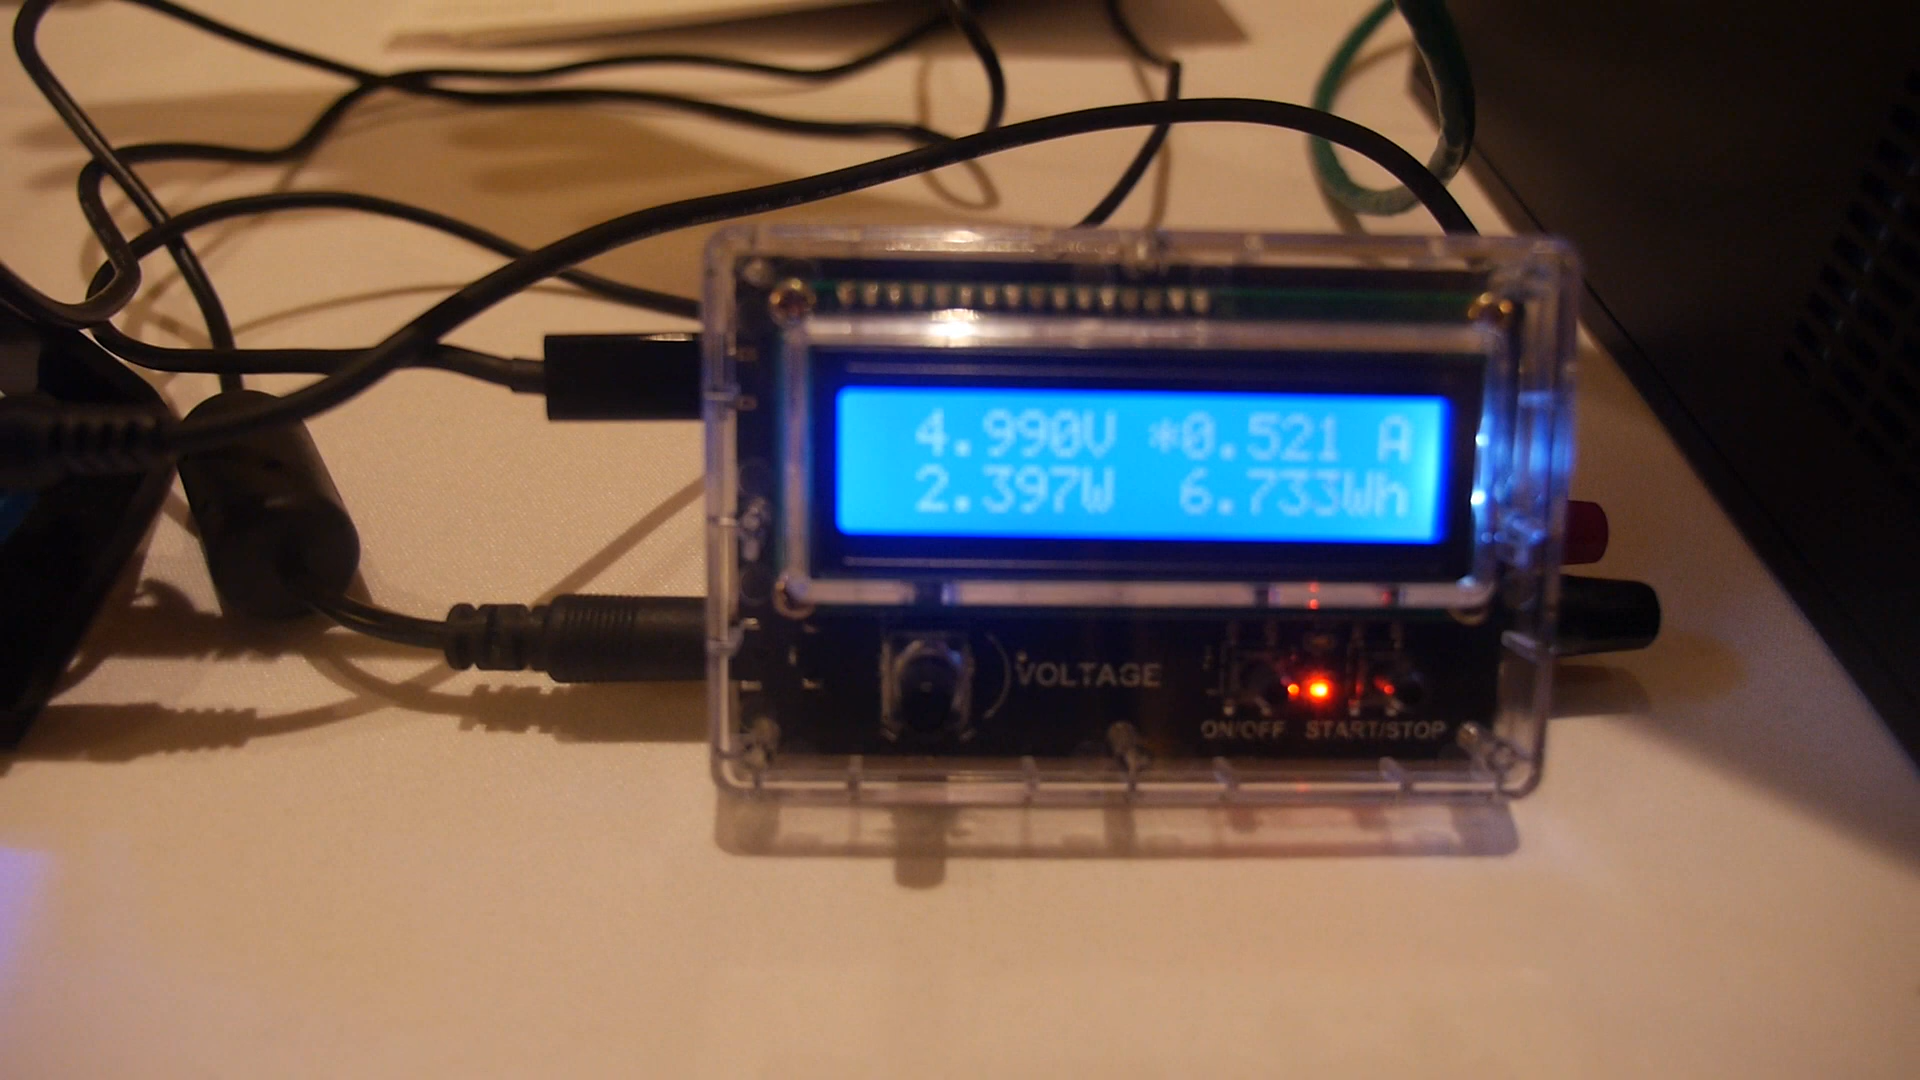 4.990V *0.521 A
2.397W 6.733Wh
VOLTAGE
ON/OFF START/STOP